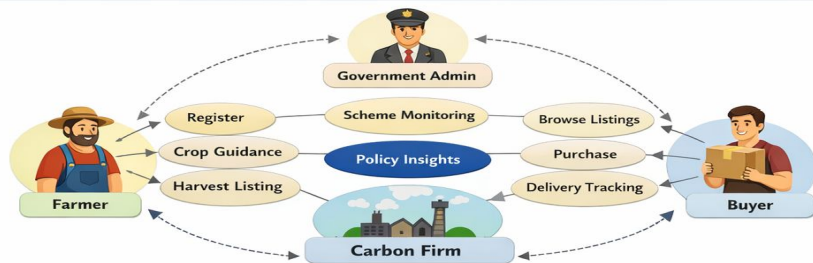 Government Admin
Register
Scheme Monitoring
Browse Listings
Crop Guidance
Policy Insights
Purchase
Harvest Listing
Delivery Tracking
Farmer
Buyer
Carbon Firm